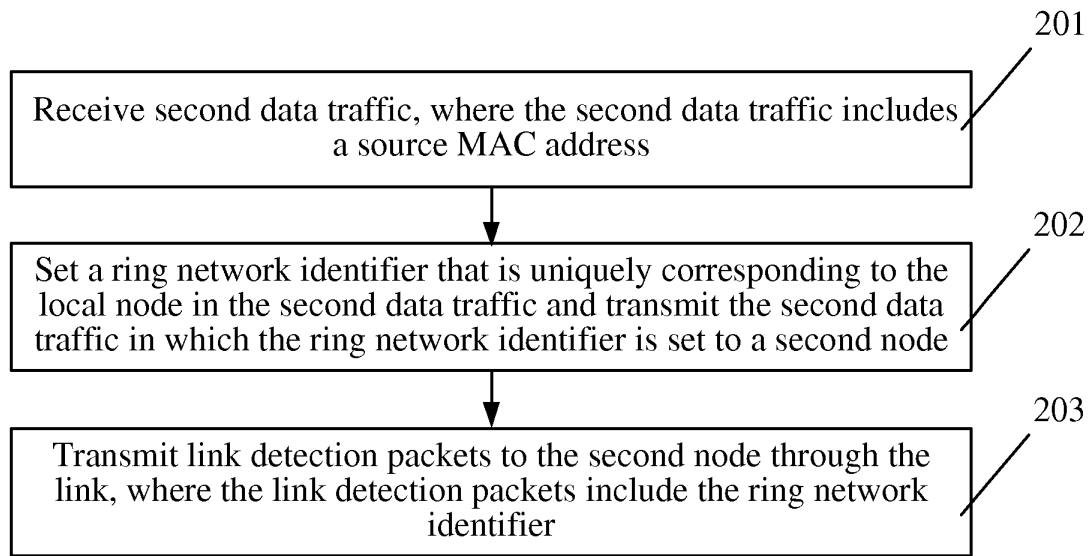 201
Receive second data traffic, where the second data traffic includes
a source MAC address
202
Set a ring network identifier that is uniquely corresponding to the
local node in the second data traffic and transmit the second data
traffic in which the ring network identifier is set to a second node
203
Transmit link detection packets to the second node through the
link, where the link detection packets include the ring network
identifier